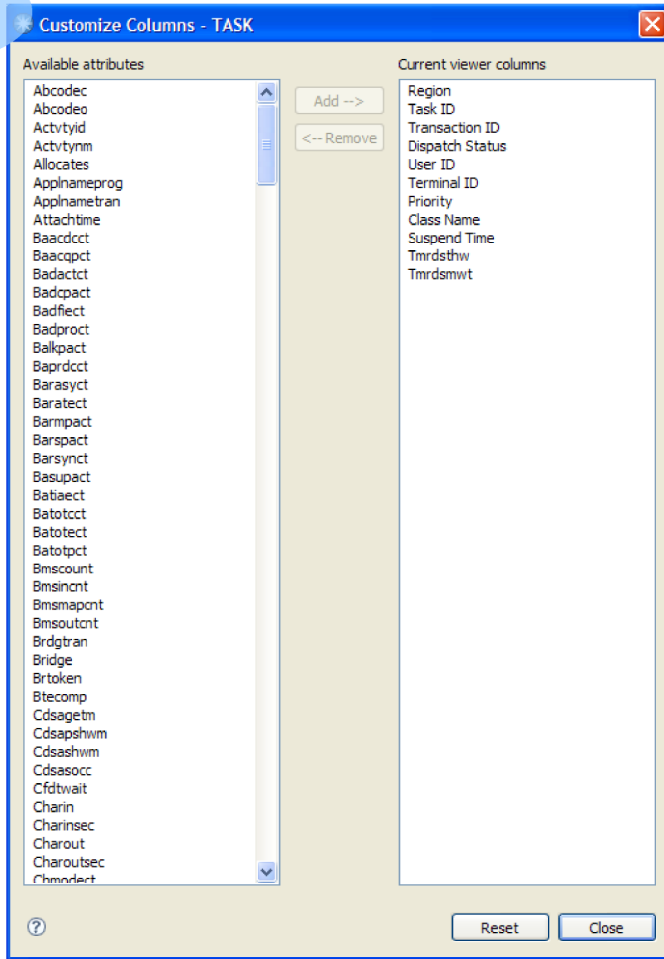 Customize Columns - TASK
Available attributes
Abcodec
Abcodeo
Actvtyid
Actvtynm
Allocates
Applnameprog
Applnametran
Attachtime
Baacdcct
Baacqpct
Badactct
Badcpact
Badfiect
Badproct
Balkpact
Baprdcct
Barasyct
Baratect
Barmpact
Barspact
Barsynct
Basupact
Batiaect
Batotcct
Batotect
Batotpct
Bmscount
Bmsincnt
Bmsmapcnt
Bmsoutcnt
Brdgtran
Bridge
Brtoken
Btecomp
Cdsagetm
Cdsapshwm
Cdsashwm
Cdsasocc
Cfdtwait
Charin
Charinsec
Charout
Charoutsec
Chmodect
Add -->
<-- Remove
Current viewer columns
Region
Task ID
Transaction ID
Dispatch Status
User ID
Terminal ID
Priority
Class Name
Suspend Time
Tmrdsthw
Tmrdsmwt
?
Reset
Close